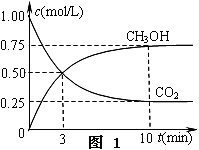 c(mol/L)
1.00
0.75
CH₃OH
0.50
0.25
CO₂
0
3
10
t(min)
图 1